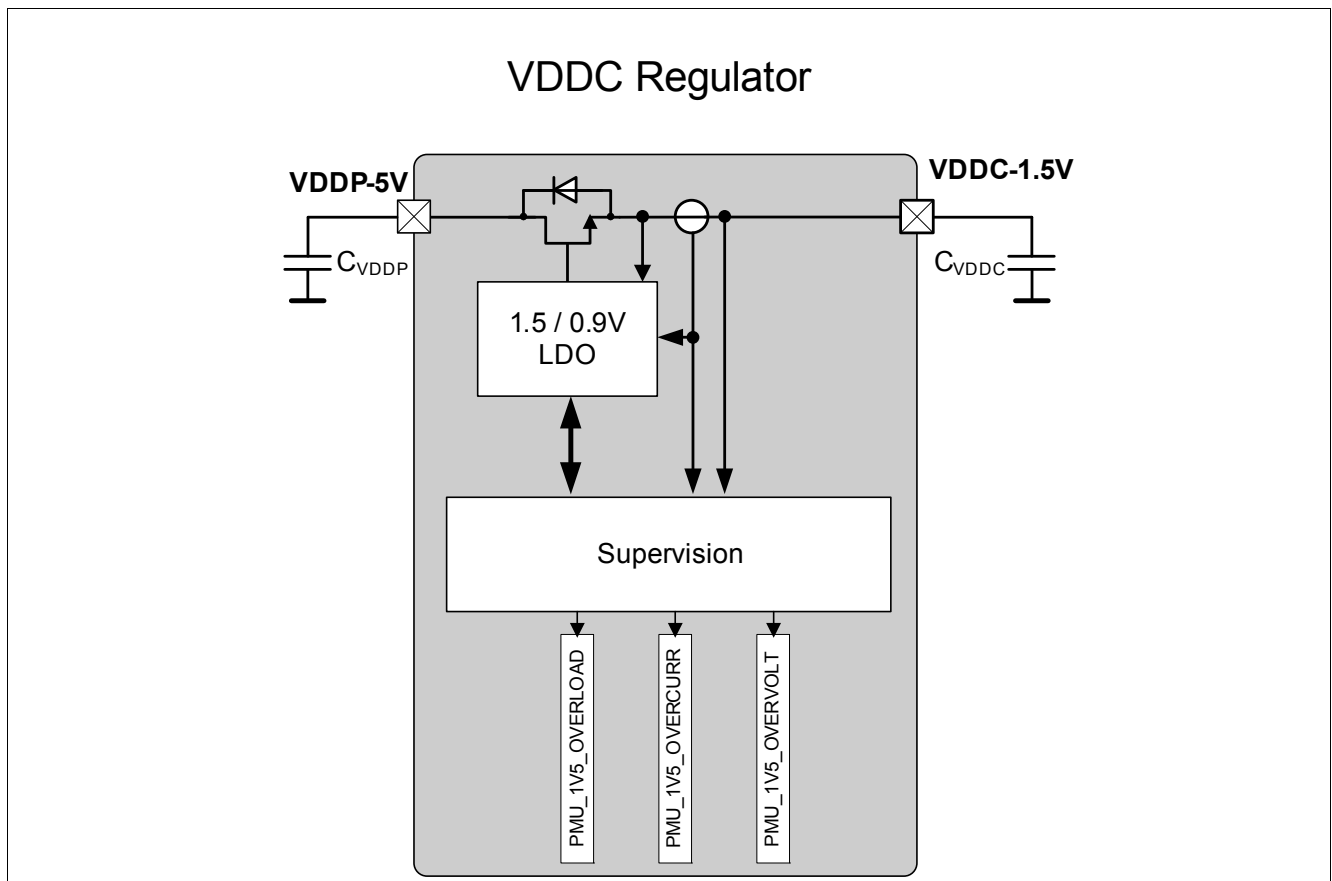 VDDC Regulator
VDDP-5V
VDDC-1.5V
CVDDP
CVDDC
1.5 / 0.9V
LDO
Supervision
PMU_1V5_OVERLOAD
PMU_1V5_OVERCURR
PMU_1V5_OVERVOLT